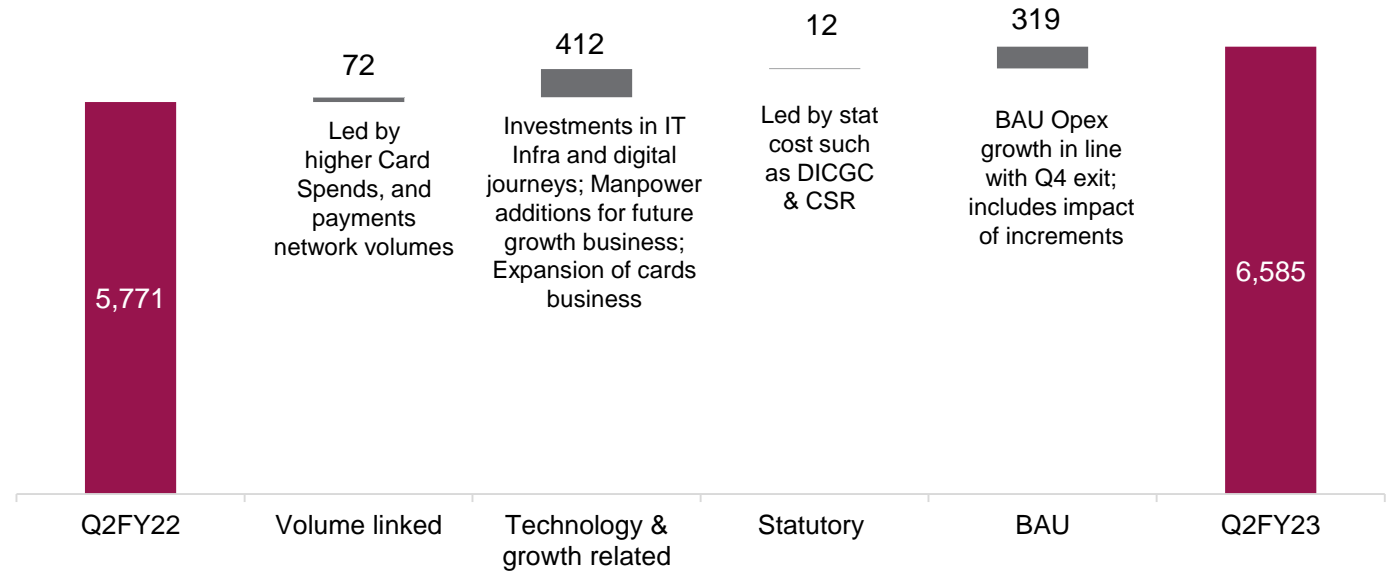 72
412
12
319
Led by
higher Card
Spends, and
payments
network volumes
Investments in IT
Infra and digital
journeys; Manpower
additions for future
growth business;
Expansion of cards
business
Led by stat
cost such
as DICGC
& CSR
BAU Opex
growth in line
with Q4 exit;
includes impact
of increments
5,771
6,585
Q2FY22
Volume linked
Technology &
growth related
Statutory
BAU
Q2FY23